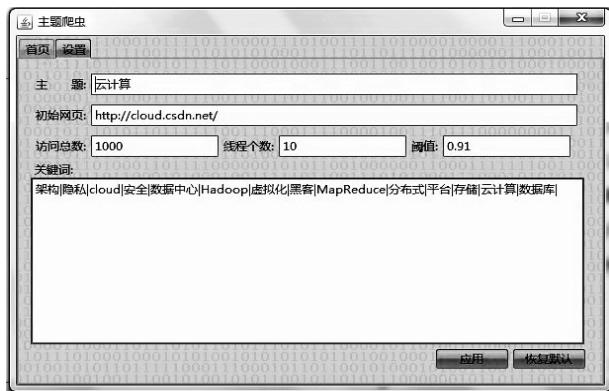 主题爬虫
首页 设置
主 题: 云计算
初始网页: http://cloud.csdn.net/
访问总数: 1000 线程个数: 10 阈值: 0.91
关键词:
架构|隐私|cloud|安全|数据中心|Hadoop|虚拟化|黑客|MapReduce|分布式|平台|存储|云计算|数据库|
应用 恢复默认